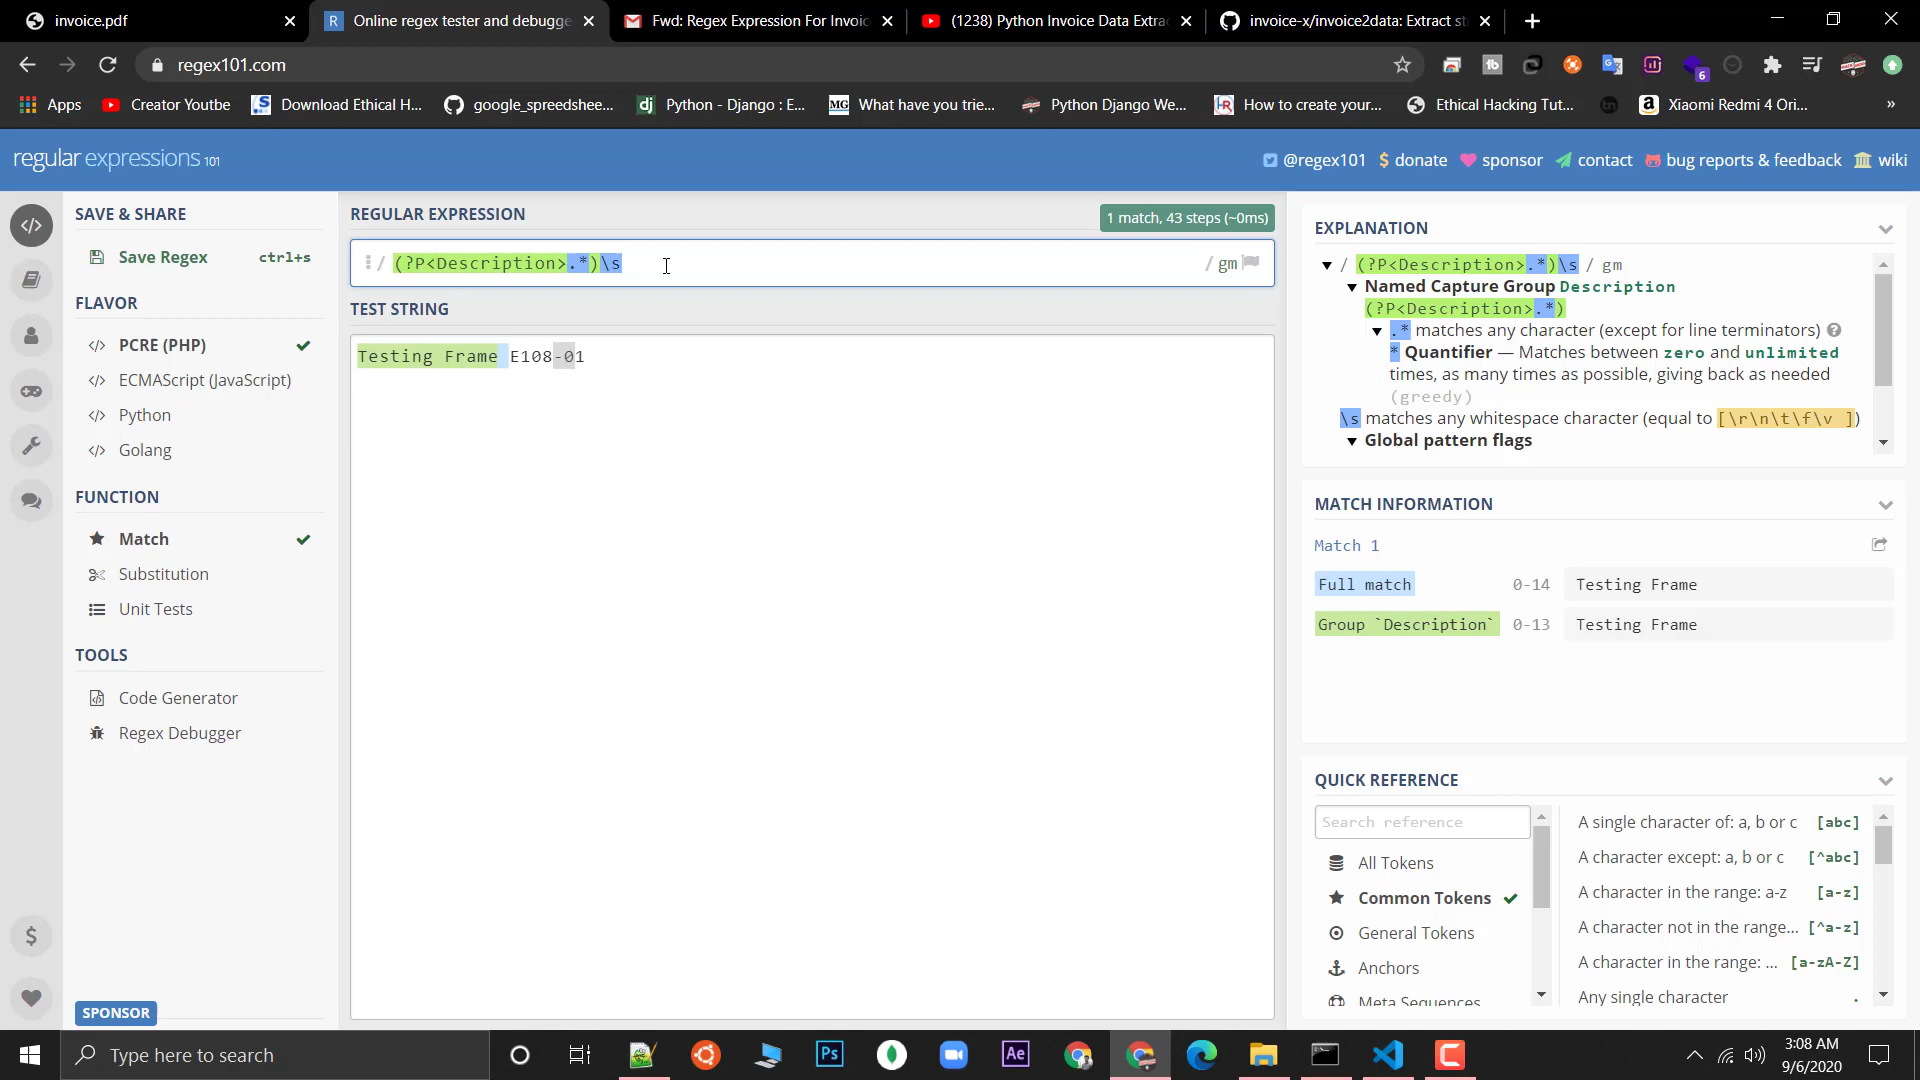 invoice.pdf
Online regex tester and debugge
Fwd: Regex Expression For Invoic
(1238) Python Invoice Data Extra
invoice-x/invoice2data: Extract st
regex101.com
6
Apps
Creator Youtbe
Download Ethical H...
google_spreedshee...
Python - Django : E...
What have you trie...
Python Django We...
How to create your...
Ethical Hacking Tut...
Xiaomi Redmi 4 Ori...
»
regular expressions 101
@regex101
$ donate
sponsor
contact
bug reports & feedback
wiki
SAVE & SHARE
Save Regex ctrl+s
FLAVOR
</> PCRE (PHP)
</> ECMAScript (JavaScript)
</> Python
</> Golang
FUNCTION
Match
Substitution
Unit Tests
TOOLS
Code Generator
Regex Debugger
SPONSOR
REGULAR EXPRESSION
1 match, 43 steps (~0ms)
/ (?P<Description>.*)\s / gm
TEST STRING
Testing Frame E108-01
EXPLANATION
/ (?P<Description>.*)\s / gm
Named Capture Group Description
(?P<Description>.*)
.* matches any character (except for line terminators)
* Quantifier — Matches between zero and unlimited
times, as many times as possible, giving back as needed
(greedy)
\s matches any whitespace character (equal to [\r\n\t\f\v ])
Global pattern flags
MATCH INFORMATION
Match 1
Full match 0-14 Testing Frame
Group `Description` 0-13 Testing Frame
QUICK REFERENCE
Search reference
All Tokens
Common Tokens
General Tokens
Anchors
Meta Sequences
A single character of: a, b or c [abc]
A character except: a, b or c [^abc]
A character in the range: a-z [a-z]
A character not in the range... [^a-z]
A character in the range: ... [a-zA-Z]
Any single character .
Type here to search
Ps
Ae
3:08 AM
9/6/2020